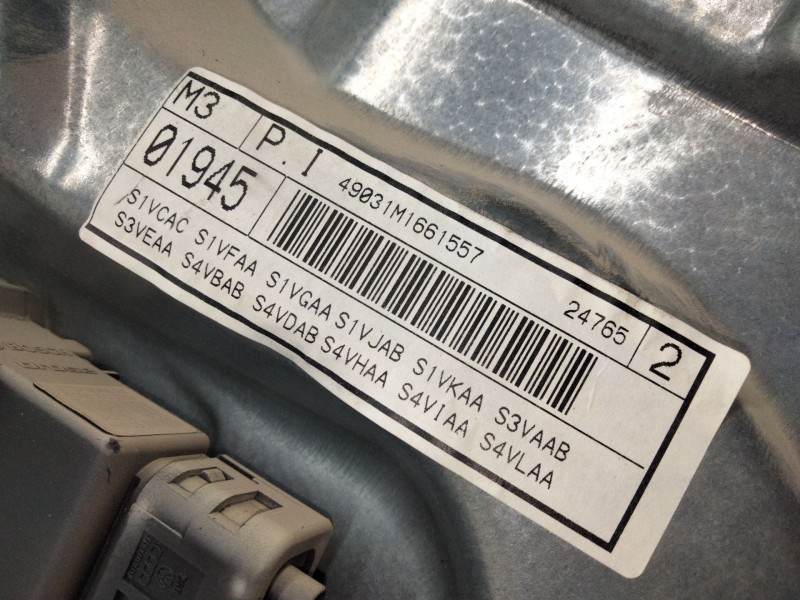 M3
P.I
49031M1661557
24765
2
01945
S1VCAC S1VFAA S1VGAA S1VJAB S1VKAA S3VAAB
S3VEAA S4VBAB S4VDAB S4VHAA S4VIAA S4VLAA